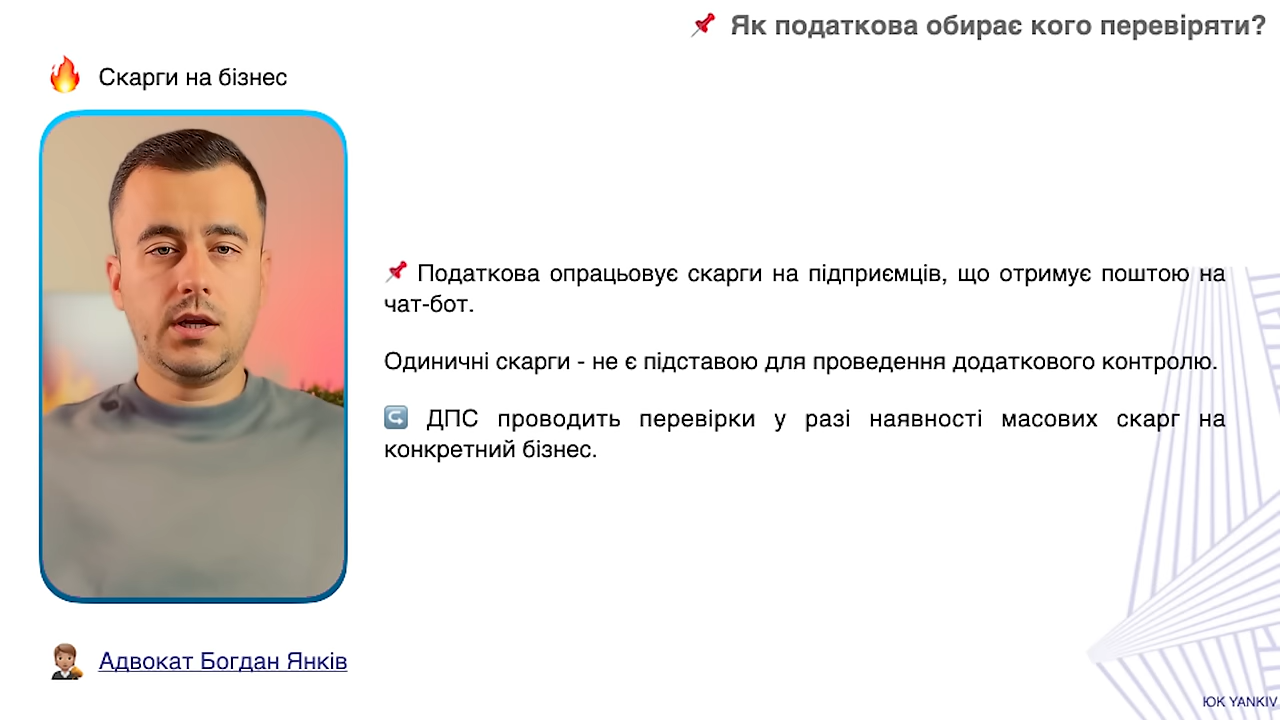 📌 Як податкова обирає кого перевіряти?
🔥 Скарги на бізнес
📌 Податкова опрацьовує скарги на підприємців, що отримує поштою на
чат-бот.
Одиничні скарги - не є підставою для проведення додаткового контролю.
↪️ ДПС проводить перевірки у разі наявності масових скарг на
конкретний бізнес.
Адвокат Богдан Янків
ЮК YANKIV